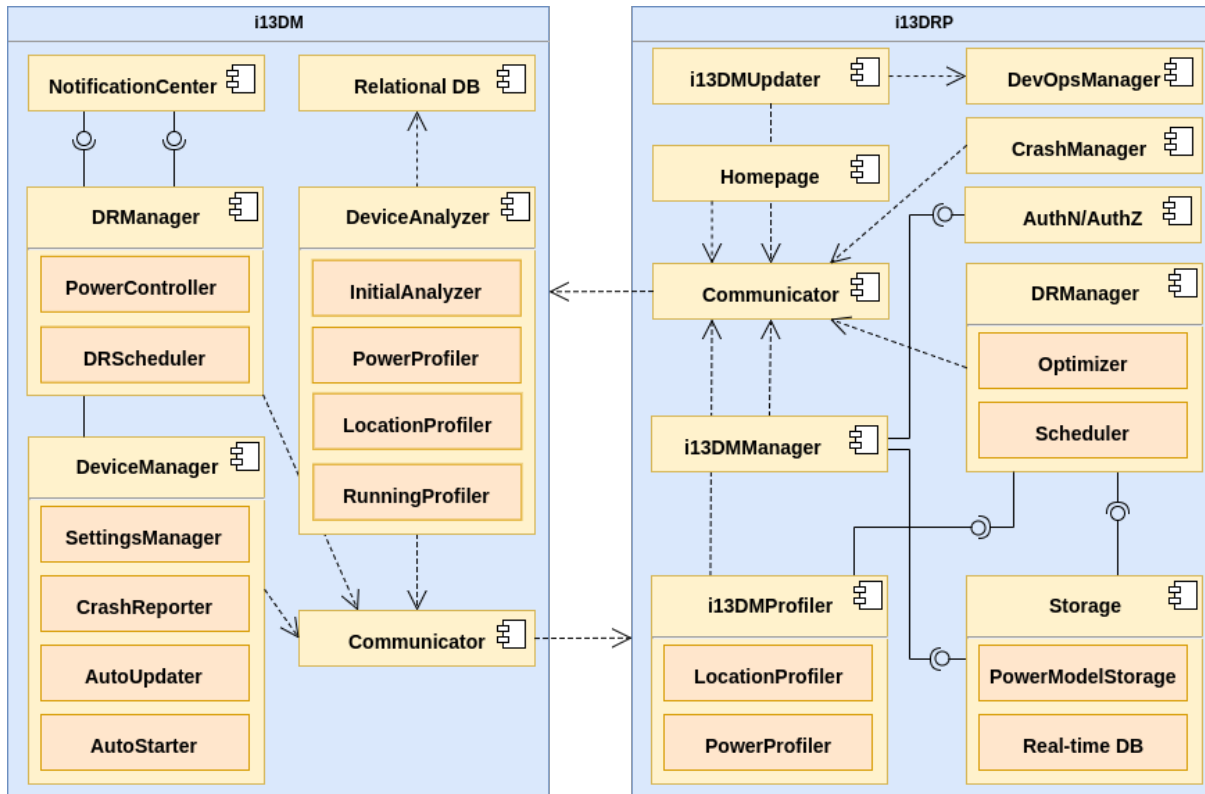 i13DM
NotificationCenter
Relational DB
DRManager
PowerController
DRScheduler
DeviceAnalyzer
InitialAnalyzer
PowerProfiler
LocationProfiler
RunningProfiler
DeviceManager
SettingsManager
CrashReporter
AutoUpdater
AutoStarter
Communicator
i13DRP
i13DMUpdater
DevOpsManager
Homepage
CrashManager
AuthN/AuthZ
Communicator
DRManager
Optimizer
Scheduler
i13DMManager
i13DMProfiler
LocationProfiler
PowerProfiler
Storage
PowerModelStorage
Real-time DB